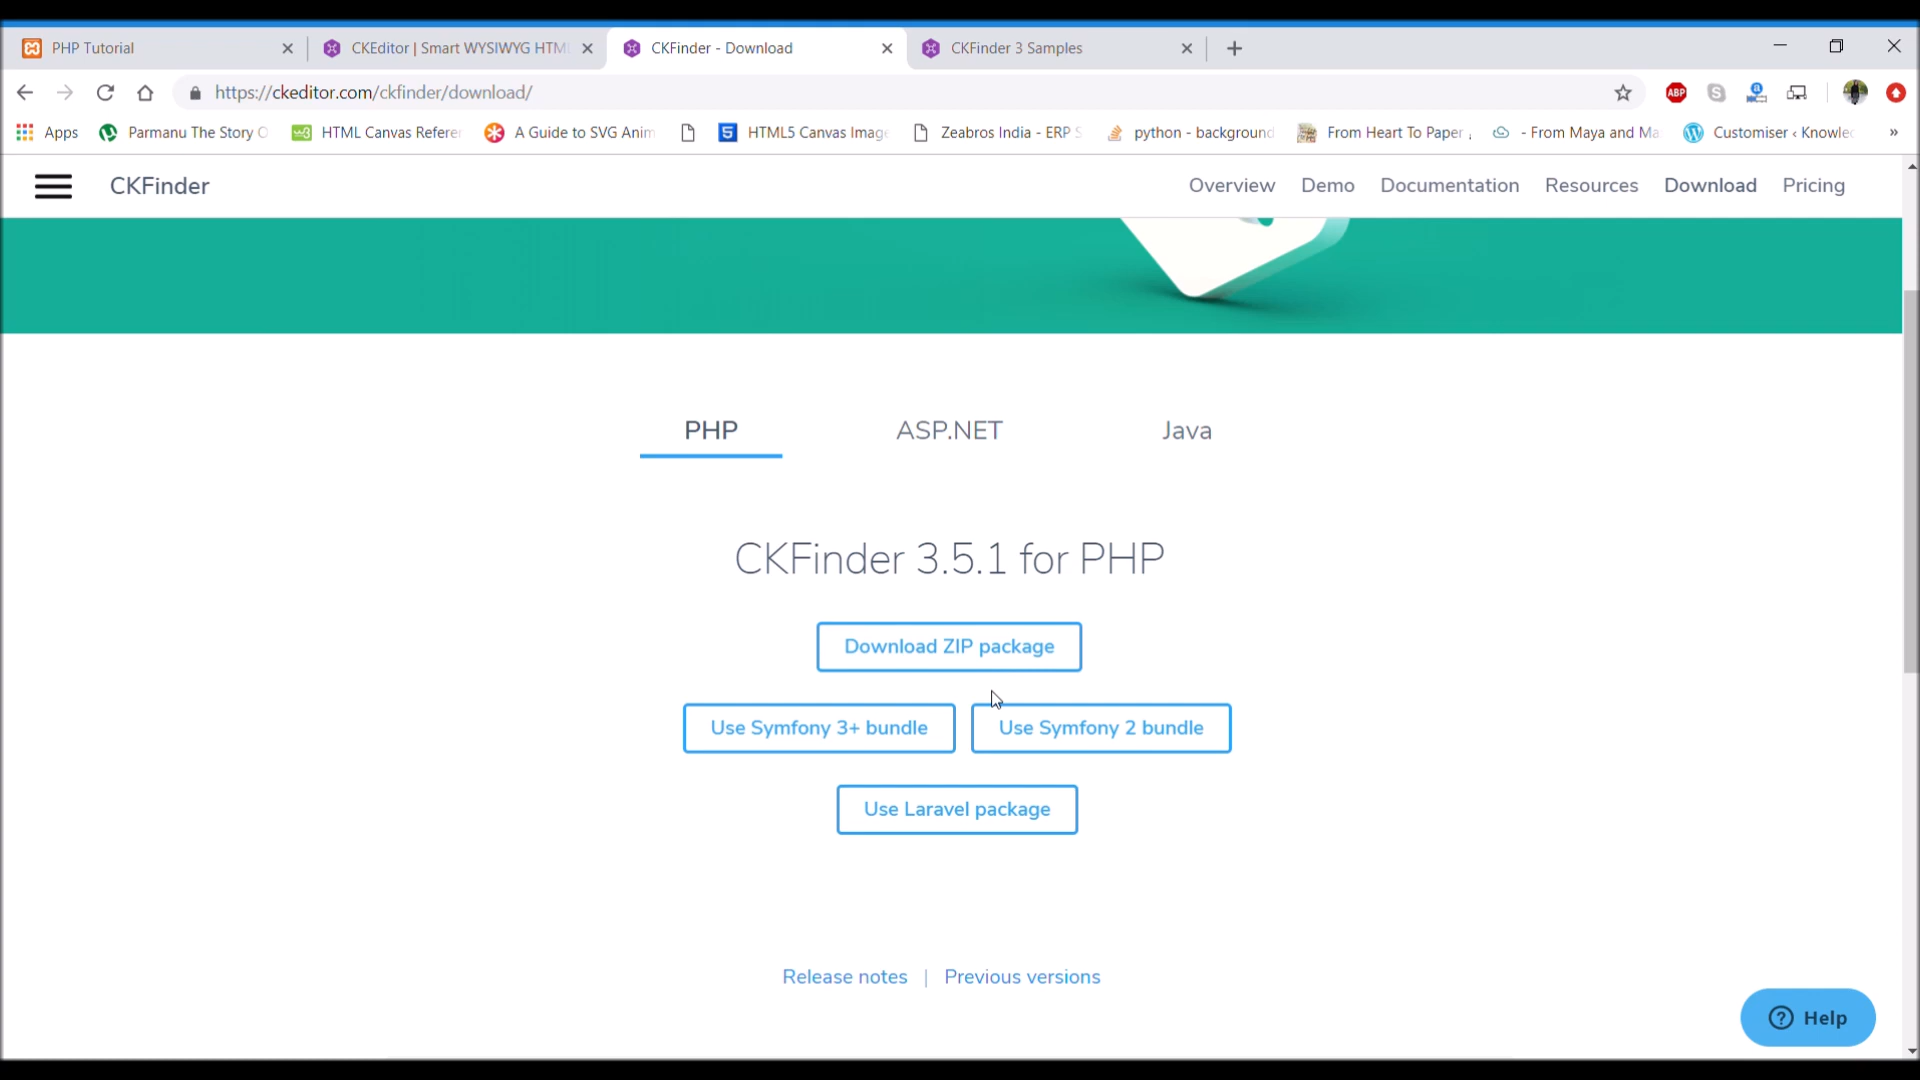 PHP Tutorial
CKEditor | Smart WYSIWYG HTM
CKFinder - Download
CKFinder 3 Samples
https://ckeditor.com/ckfinder/download/
ABP
Apps
Parmanu The Story O
HTML Canvas Refere
A Guide to SVG Anim
HTML5 Canvas Imag
Zeabros India - ERP S
python - background
From Heart To Paper ,
- From Maya and Ma
Customiser ‹ Knowle
»
CKFinder
Overview
Demo
Documentation
Resources
Download
Pricing
PHP
ASP.NET
Java
CKFinder 3.5.1 for PHP
Download ZIP package
Use Symfony 3+ bundle
Use Symfony 2 bundle
Use Laravel package
Release notes | Previous versions
Help